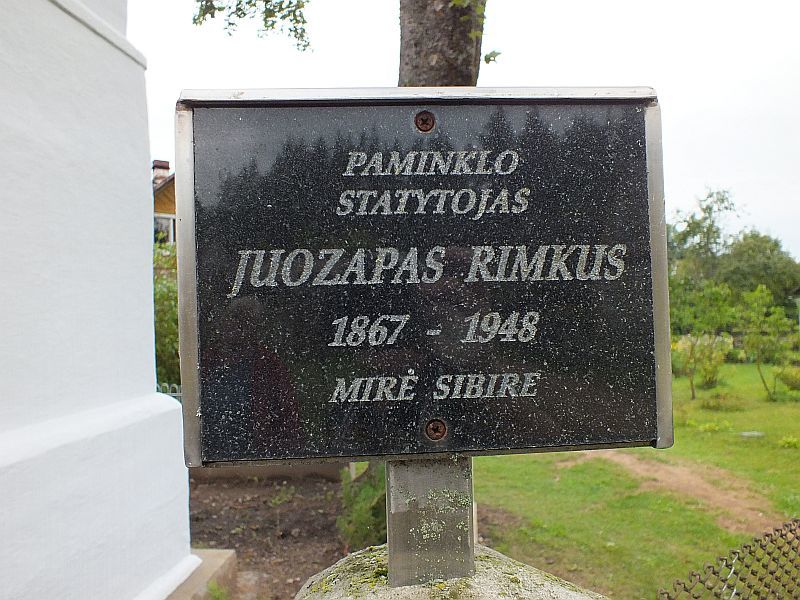 PAMINKLO
STATYTOJAS
JUOZAPAS RIMKUS
1867 - 1948
MIRĖ SIBIRE